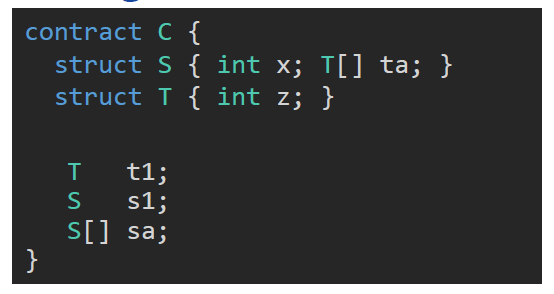 contract C {
struct S { int x; T[] ta; }
struct T { int z; }
T t1;
S s1;
S[] sa;
}